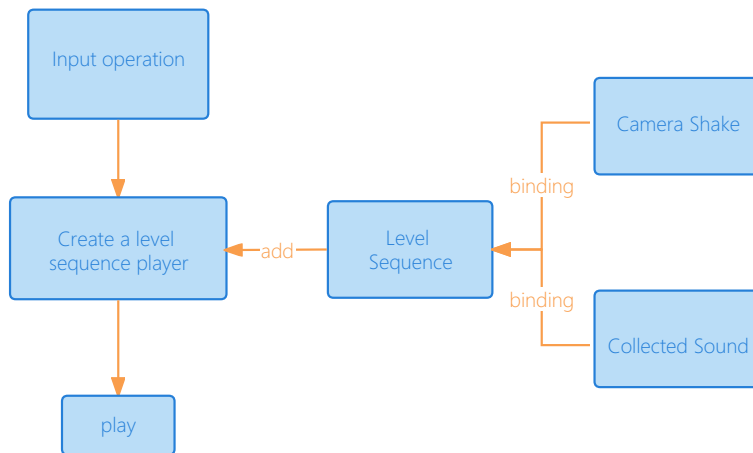 Input operation
Camera Shake
binding
Create a level
sequence player
add
Level
Sequence
binding
Collected Sound
play